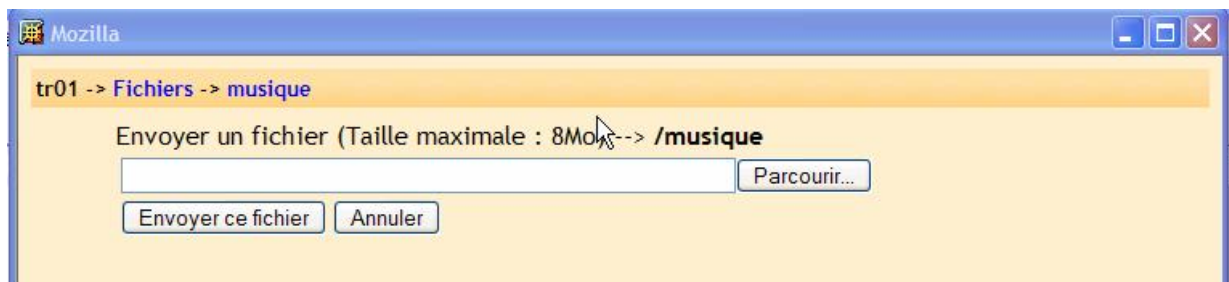 Mozilla
tr01 -> Fichiers -> musique
Envoyer un fichier (Taille maximale : 8Mo --> /musique
Parcourir...
Envoyer ce fichier Annuler